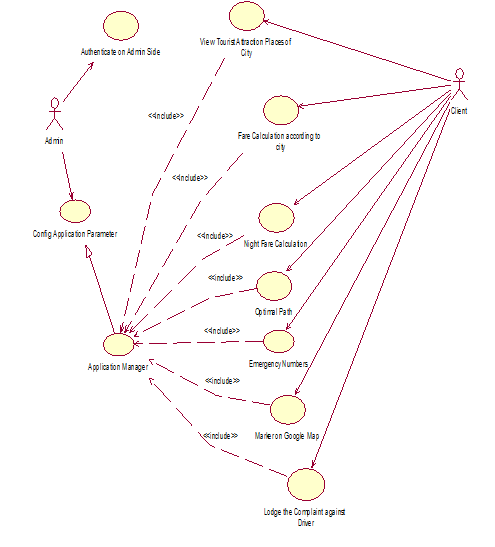 View Tourist Attraction Places of
City
Authenticate on Admin Side
Client
Admin
<<include>>
Fare Calculation according to
city
<<include>>
Config Application Parameter
<<include>>
Night Fare Calculation
<<include>>
Optimal Path
<<include>>
Application Manager
Emergency Numbers
<<include>>
Marker on Google Map
<<include>>
Lodge the Complaint against
Driver